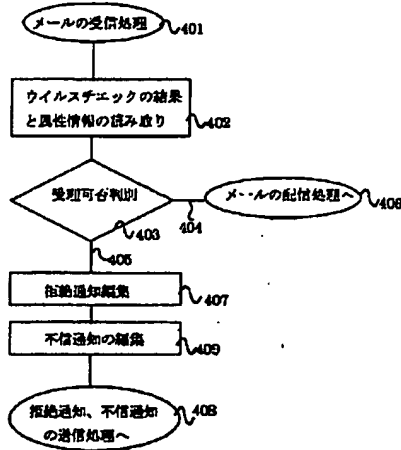 メールの受信処理
401
ウイルスチエックの結果
と属性情報の読み取り
402
受理可否判別
403
404
メールの配信処理へ
406
405
拒絶通知編集
407
不信通知の編集
409
拒絶通知、不信通知
の送信処理へ
408